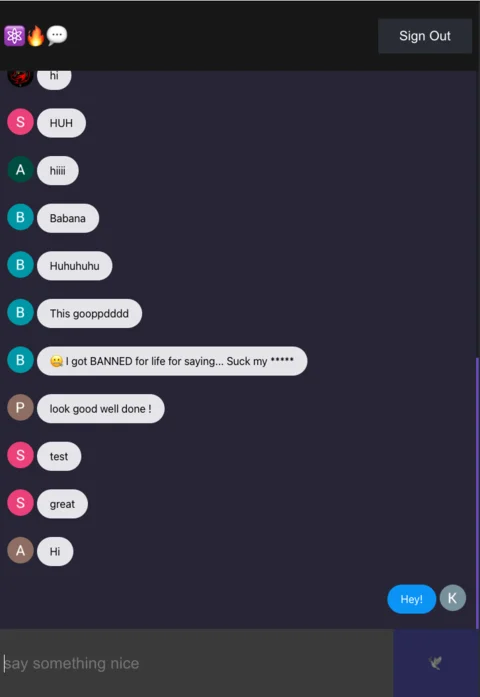 ⚛️🔥💬
Sign Out
hi
S HUH
A hiiii
B Babana
B Huhuhuhu
B This gooppdddd
B 🤐 I got BANNED for life for saying... Suck my *****
P look good well done !
S test
S great
A Hi
Hey! K
say something nice
🕊️